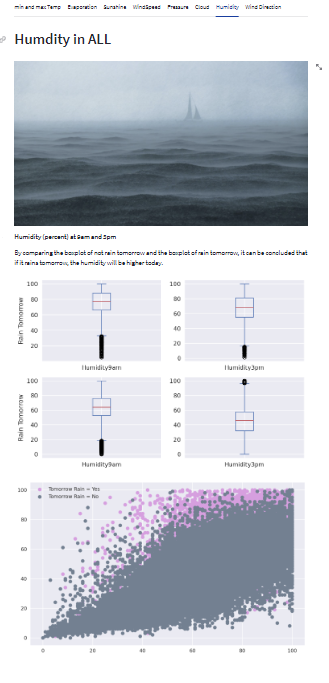 min and max Temp Evaporation Sunshine WindSpeed Pressure Cloud Humidity Wind Direction
Humdity in ALL
Humidity (percent) at 9am and 3pm
By comparing the boxplot of not rain tomorrow and the boxplot of rain tomorrow, it can be concluded that
if it rains tomorrow, the humidity will be higher today.
100
80
60
40
20
Rain Tomorrow
Humidity9am
100
80
60
40
20
0
Humidity3pm
100
80
60
40
20
0
Rain Tomorrow
Humidity9am
100
80
60
40
20
0
Humidity3pm
Tomorrow Rain = Yes
Tomorrow Rain = No
100
80
60
40
20
0
0 20 40 60 80 100